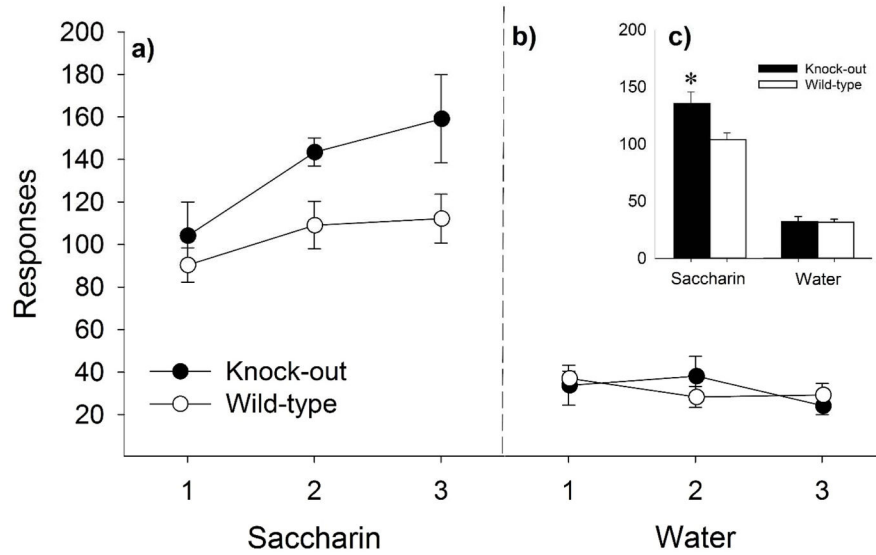 a)
b)
c)
200
180
160
140
120
100
80
60
40
20
Responses
Knock-out
Wild-type
1 2 3
Saccharin
200
150
100
50
0
*
Knock-out
Wild-type
Saccharin Water
1 2 3
Water